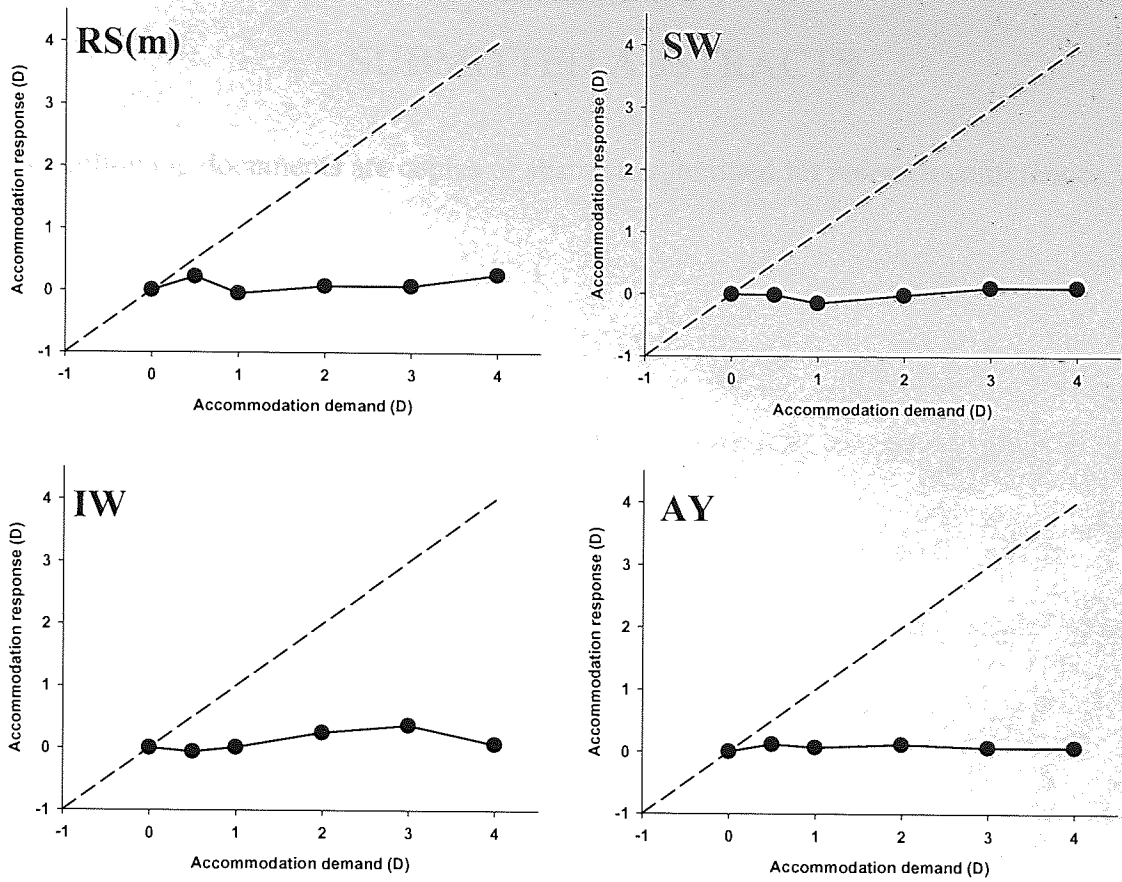 RS(m)
Accommodation response (D)
4
3
2
1
0
-1
-1 0 1 2 3 4
Accommodation demand (D)
SW
Accommodation response (D)
4
3
2
1
0
-1
-1 0 1 2 3 4
Accommodation demand (D)
documents are
IW
Accommodation response (D)
4
3
2
1
0
-1
-1 0 1 2 3 4
Accommodation demand (D)
AY
Accommodation response (D)
4
3
2
1
0
-1
-1 0 1 2 3 4
Accommodation demand (D)